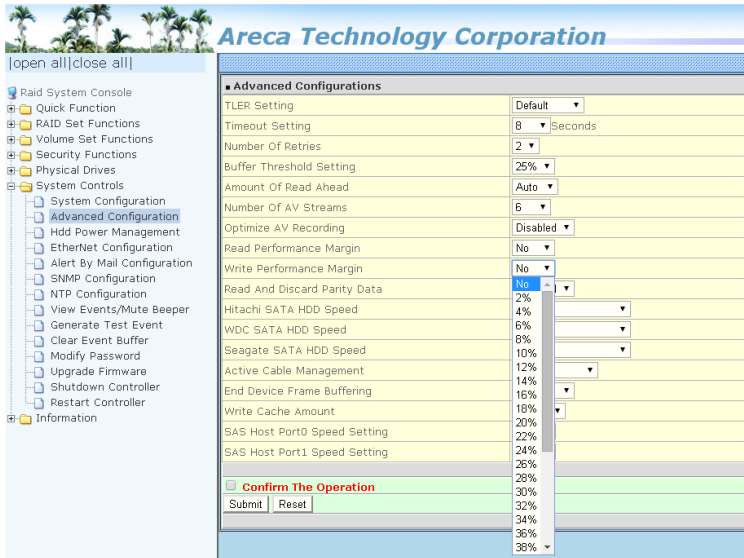 Areca Technology Corporation
|open all|close all|
Raid System Console
Quick Function
RAID Set Functions
Volume Set Functions
Security Functions
Physical Drives
System Controls
System Configuration
Advanced Configuration
Hdd Power Management
EtherNet Configuration
Alert By Mail Configuration
SNMP Configuration
NTP Configuration
View Events/Mute Beeper
Generate Test Event
Clear Event Buffer
Modify Password
Upgrade Firmware
Shutdown Controller
Restart Controller
Information
Advanced Configurations
TLER Setting Default
Timeout Setting 8 Seconds
Number Of Retries 2
Buffer Threshold Setting 25%
Amount Of Read Ahead Auto
Number Of AV Streams 6
Optimize AV Recording Disabled
Read Performance Margin No
Write Performance Margin No
Read And Discard Parity Data
Hitachi SATA HDD Speed
WDC SATA HDD Speed
Seagate SATA HDD Speed
Active Cable Management
End Device Frame Buffering
Write Cache Amount
SAS Host Port0 Speed Setting
SAS Host Port1 Speed Setting
No
2%
4%
6%
8%
10%
12%
14%
16%
18%
20%
22%
24%
26%
28%
30%
32%
34%
36%
38%
Confirm The Operation
Submit Reset